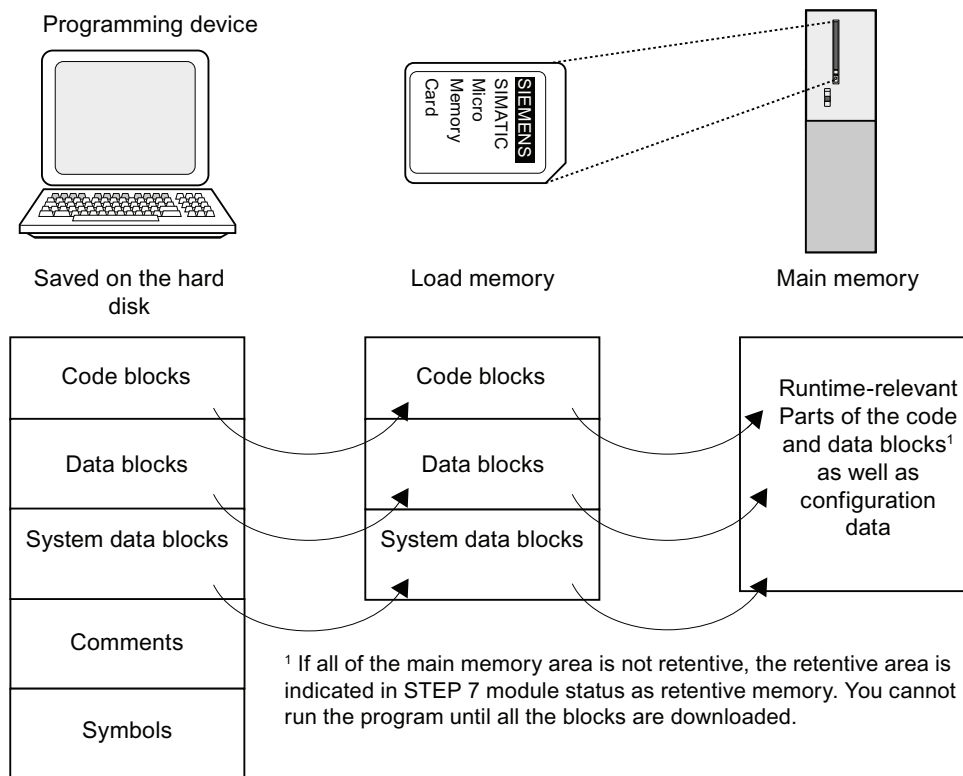 Programming device
SIEMENS
SIMATIC
Micro
Memory
Card
Saved on the hard
disk
Load memory
Main memory
Code blocks
Data blocks
System data blocks
Comments
Symbols
Code blocks
Data blocks
System data blocks
Runtime-relevant
Parts of the code
and data blocks¹
as well as
configuration
data
¹ If all of the main memory area is not retentive, the retentive area is
indicated in STEP 7 module status as retentive memory. You cannot
run the program until all the blocks are downloaded.